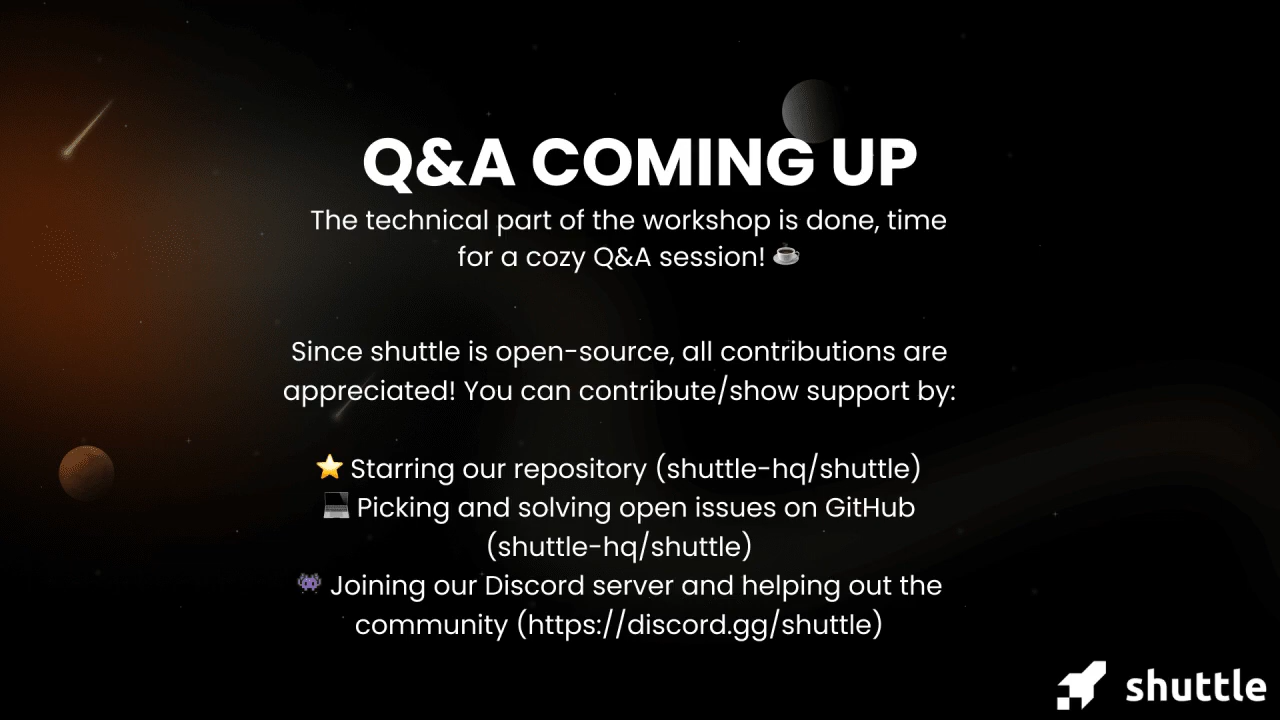 Q&A COMING UP
The technical part of the workshop is done, time
for a cozy Q&A session! ☕
Since shuttle is open-source, all contributions are
appreciated! You can contribute/show support by:
⭐ Starring our repository (shuttle-hq/shuttle)
💻 Picking and solving open issues on GitHub
(shuttle-hq/shuttle)
👾 Joining our Discord server and helping out the
community (https://discord.gg/shuttle)
shuttle